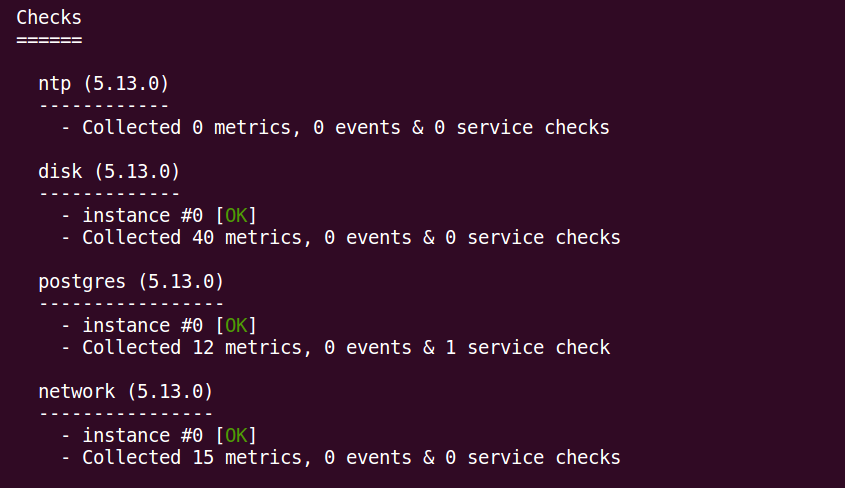 Checks
======
ntp (5.13.0)
------------
- Collected 0 metrics, 0 events & 0 service checks
disk (5.13.0)
-------------
- instance #0 [OK]
- Collected 40 metrics, 0 events & 0 service checks
postgres (5.13.0)
-----------------
- instance #0 [OK]
- Collected 12 metrics, 0 events & 1 service check
network (5.13.0)
----------------
- instance #0 [OK]
- Collected 15 metrics, 0 events & 0 service checks